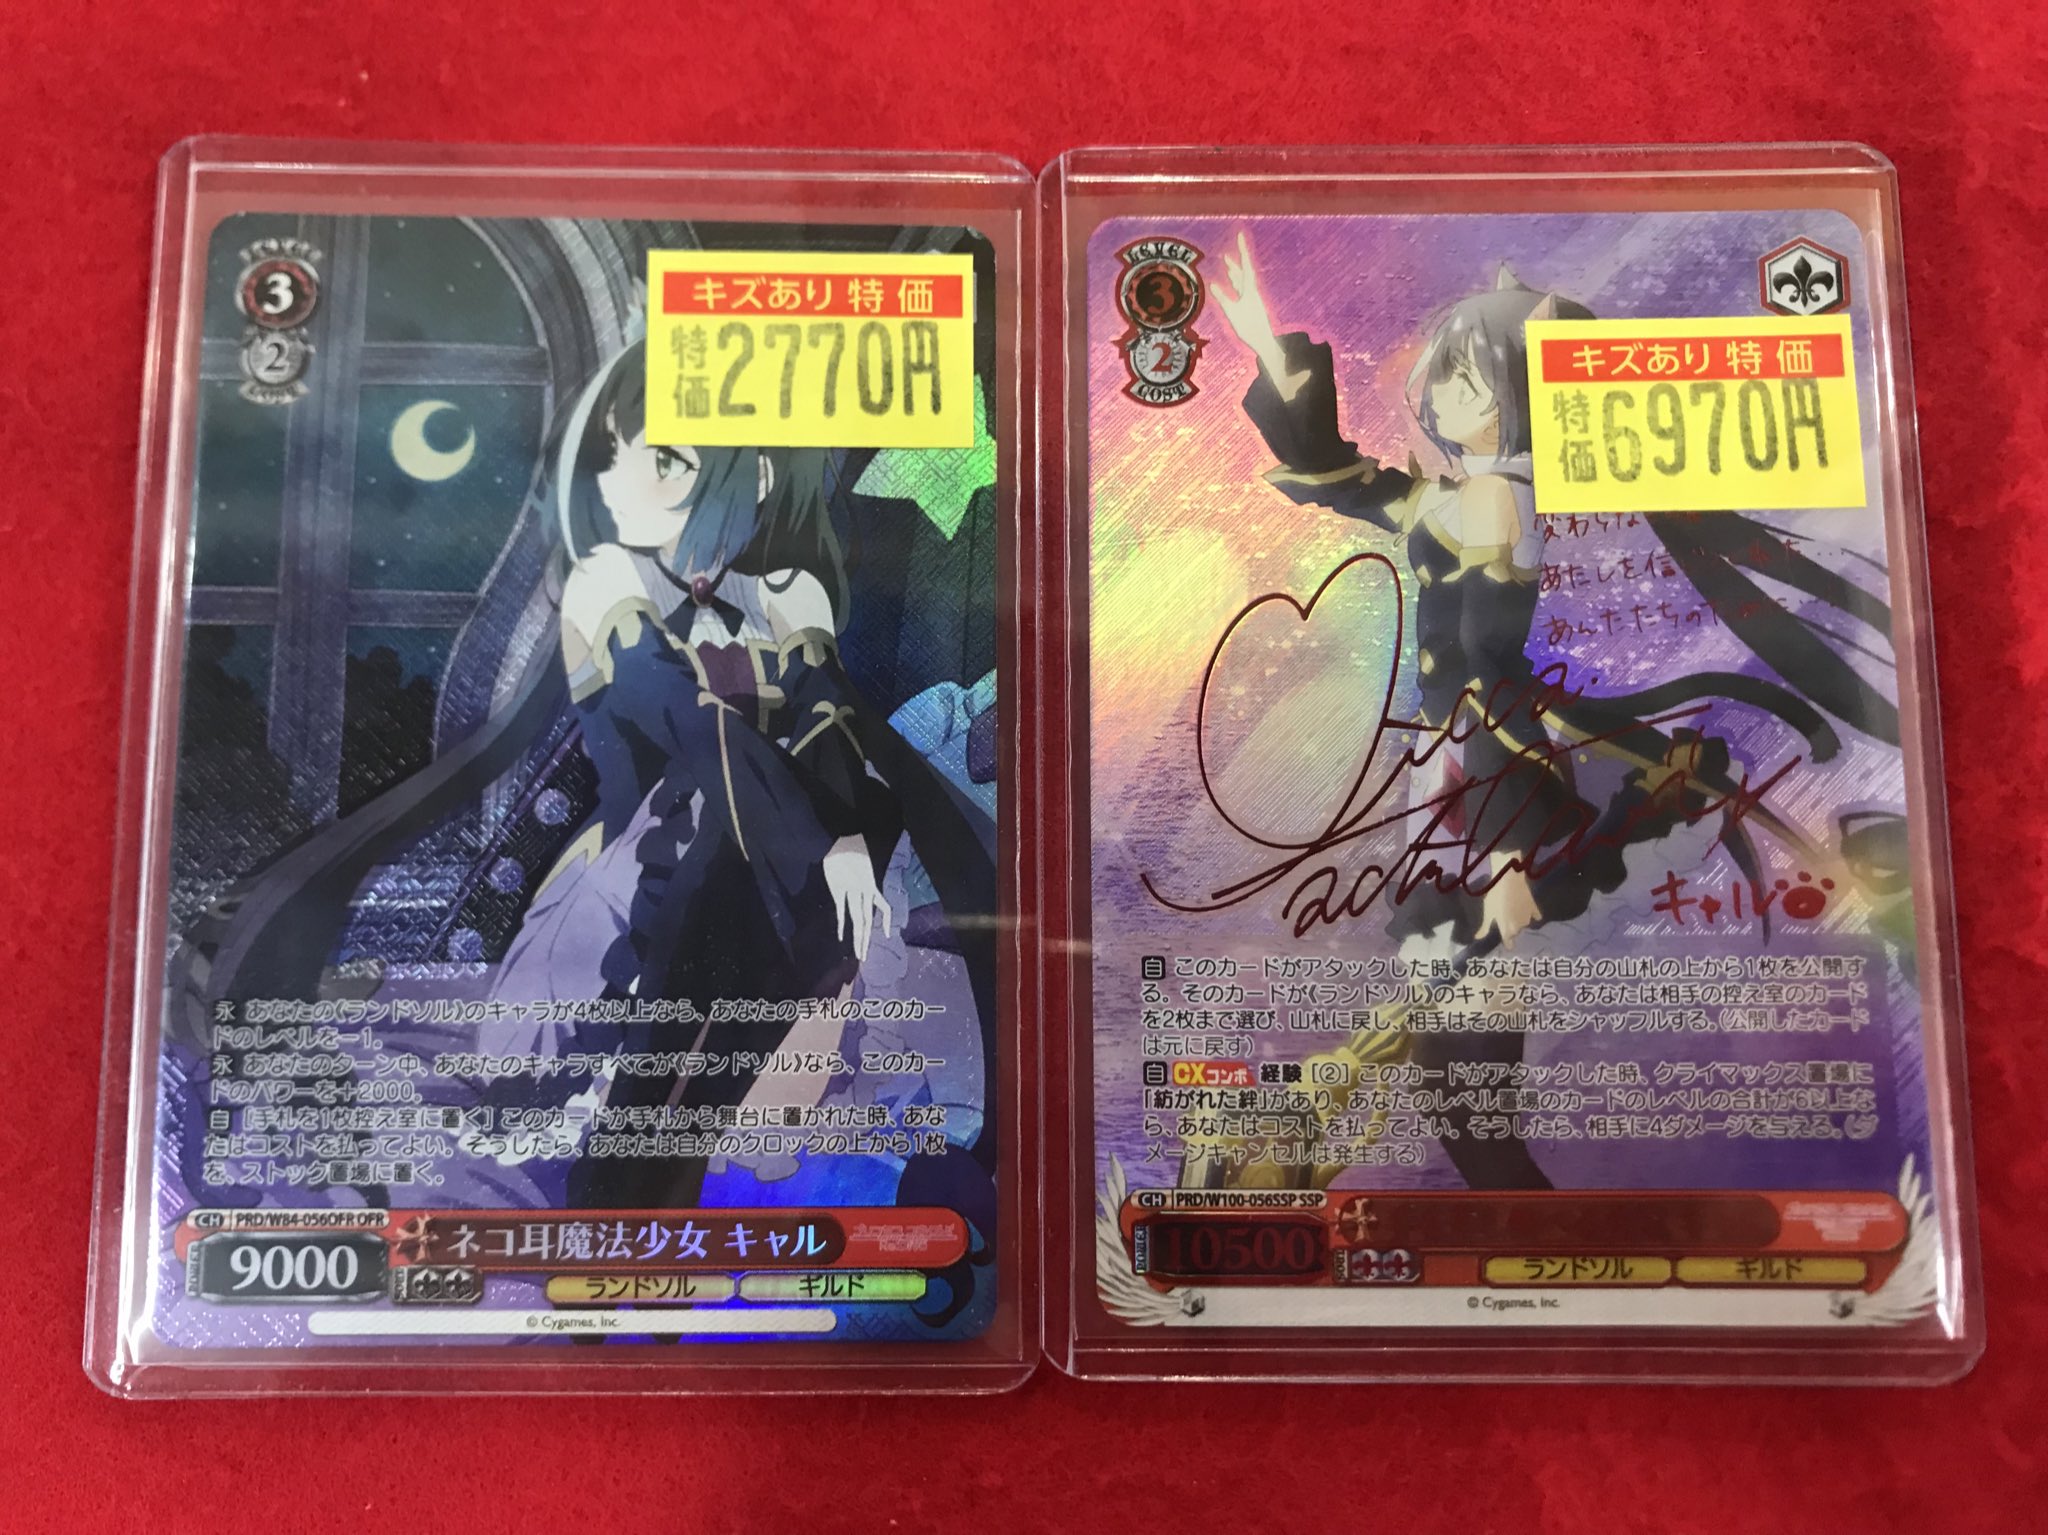 3
2
COST
キズあり特価
特価2770円
永 あなたの《ランドソル》のキャラが4枚以上なら、あなたの手札のこのカー
ドのレベルを－1。
永 あなたのターン中、あなたのキャラすべてが《ランドソル》なら、このカー
ドのパワーを＋2000。
自［手札を1枚控え室に置く］このカードが手札から舞台に置かれた時、あな
たはコストを払ってよい。そうしたら、あなたは自分のクロックの上から1枚
を、ストック置場に置く。
CH PRD/W84-056OFR OFR
ネコ耳魔法少女 キャル
9000
ランドソル
ギルド
© Cygames, Inc.
LEVEL
3
2
COST
キズあり特価
特価6970円
変わらな
あたしを信
あんたたちの
キャル
自 このカードがアタックした時、あなたは自分の山札の上から1枚を公開す
る。そのカードが《ランドソル》のキャラなら、あなたは相手の控え室のカード
を2枚まで選び、山札に戻し、相手はその山札をシャッフルする。（公開したカード
は元に戻す）
自 CXコンボ 経験［②］このカードがアタックした時、クライマックス置場に
「紡がれた絆」があり、あなたのレベル置場のカードのレベルの合計が6以上な
ら、あなたはコストを払ってよい。そうしたら、相手に4ダメージを与える。（ダ
メージキャンセルは発生する）
CH PRD/W100-056SSP SSP
10500
ランドソル
ギルド
© Cygames, Inc.